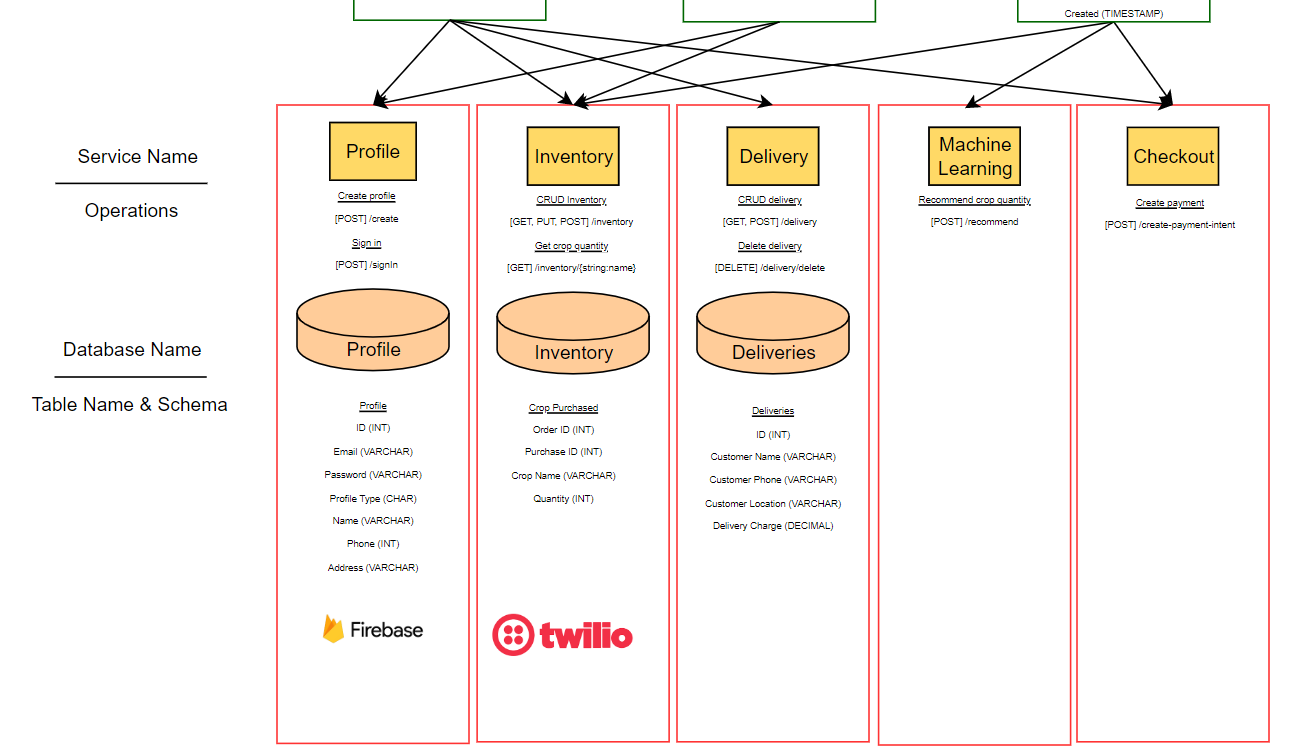 Created (TIMESTAMP)
Service Name
Operations
Database Name
Table Name & Schema
Profile
Create profile
[POST] /create
Sign in
[POST] /signIn
Profile
Profile
ID (INT)
Email (VARCHAR)
Password (VARCHAR)
Profile Type (CHAR)
Name (VARCHAR)
Phone (INT)
Address (VARCHAR)
Firebase
Inventory
CRUD Inventory
[GET, PUT, POST] /inventory
Get crop quantity
[GET] /inventory/{string:name}
Inventory
Crop Purchased
Order ID (INT)
Purchase ID (INT)
Crop Name (VARCHAR)
Quantity (INT)
twilio
Delivery
CRUD delivery
[GET, POST] /delivery
Delete delivery
[DELETE] /delivery/delete
Deliveries
Deliveries
ID (INT)
Customer Name (VARCHAR)
Customer Phone (VARCHAR)
Customer Location (VARCHAR)
Delivery Charge (DECIMAL)
Machine
Learning
Recommend crop quantity
[POST] /recommend
Checkout
Create payment
[POST] /create-payment-intent